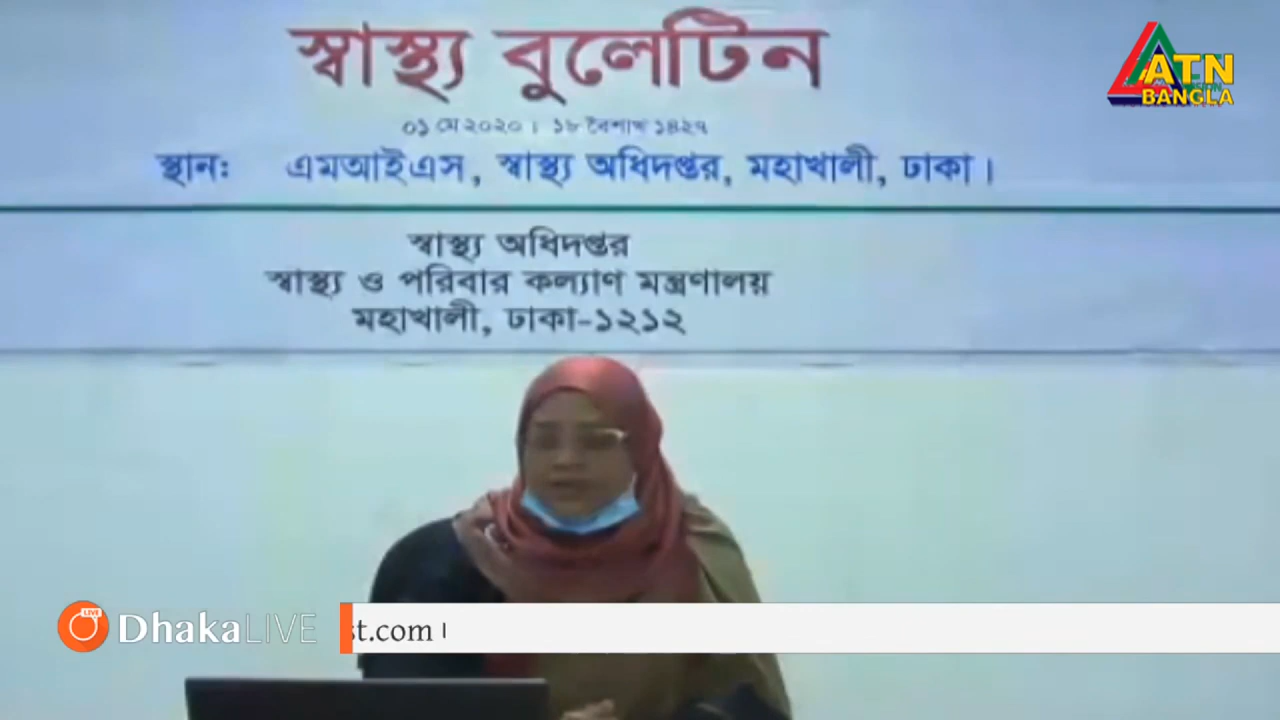 স্বাস্থ্য বুলেটিন
০১ মে ২০২০। ১৮ বৈশাখ ১৪২৭
স্থান: এমআইএস, স্বাস্থ্য অধিদপ্তর, মহাখালী, ঢাকা।
স্বাস্থ্য অধিদপ্তর
স্বাস্থ্য ও পরিবার কল্যাণ মন্ত্রণালয়
মহাখালী, ঢাকা-১২১২
ATN
BANGLA
LIVE
DhakaLIVE
st.com।